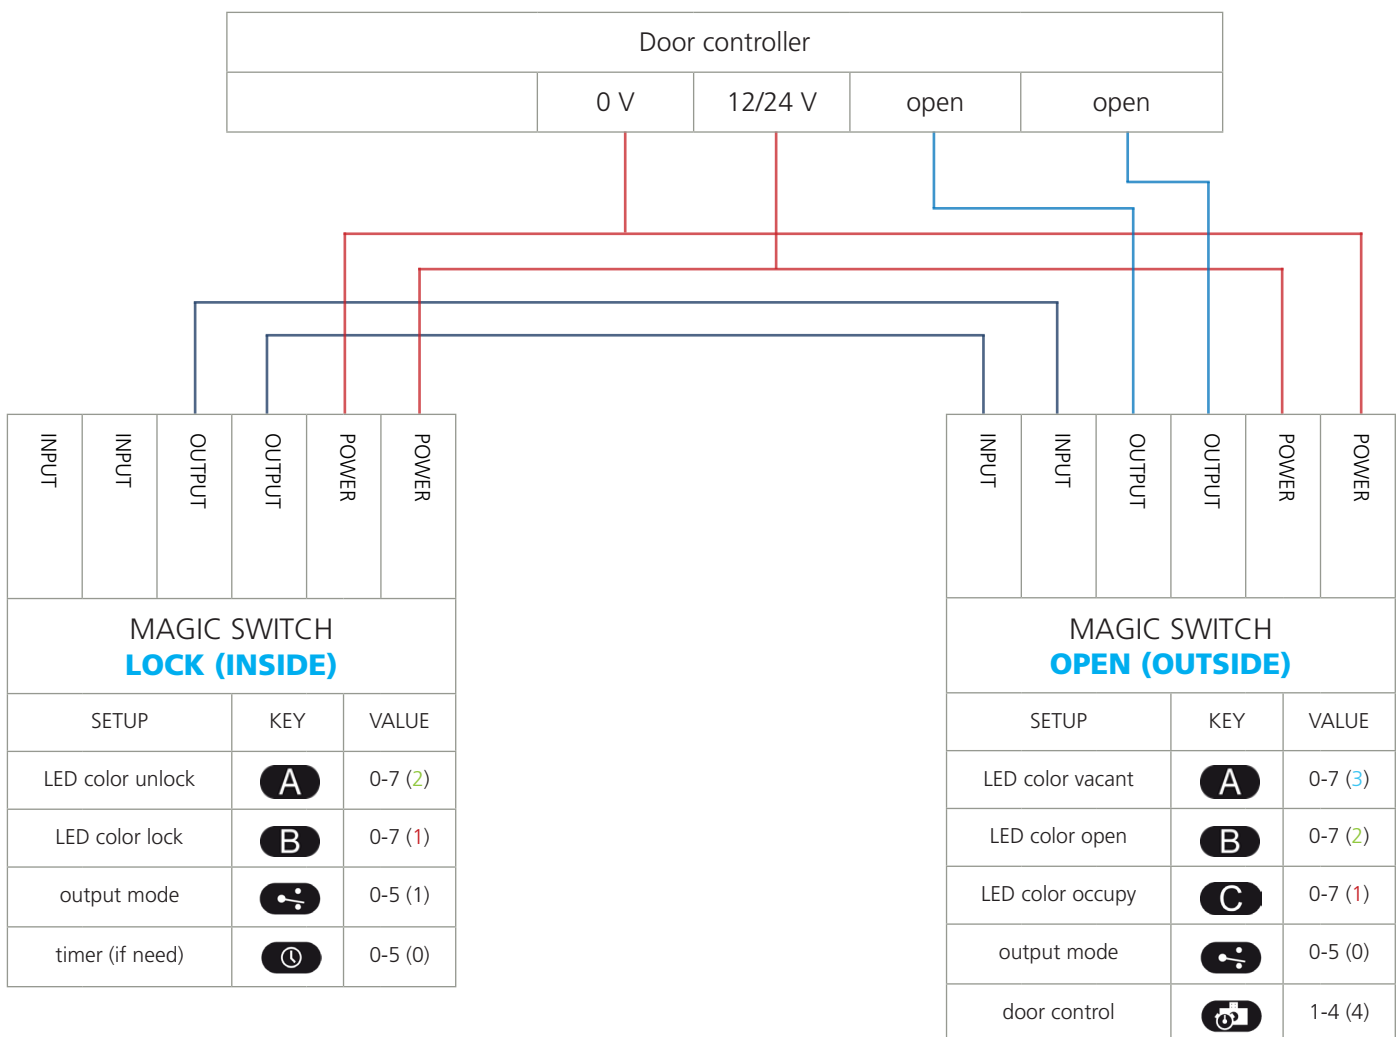 Door controller
0 V 12/24 V open open
INPUT INPUT OUTPUT OUTPUT POWER POWER
MAGIC SWITCH
LOCK (INSIDE)
SETUP KEY VALUE
LED color unlock A 0-7 (2)
LED color lock B 0-7 (1)
output mode 0-5 (1)
timer (if need) 0-5 (0)
INPUT INPUT OUTPUT OUTPUT POWER POWER
MAGIC SWITCH
OPEN (OUTSIDE)
SETUP KEY VALUE
LED color vacant A 0-7 (3)
LED color open B 0-7 (2)
LED color occupy C 0-7 (1)
output mode 0-5 (0)
door control 1-4 (4)